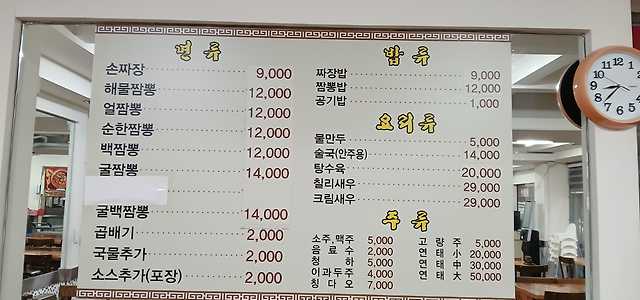 면류
손짜장 9,000
해물짬뽕 12,000
얼짬뽕 12,000
순한짬뽕 12,000
백짬뽕 12,000
굴짬뽕 14,000
굴백짬뽕 14,000
곱배기 2,000
국물추가 2,000
소스추가(포장) 2,000
밥류
짜장밥 9,000
짬뽕밥 12,000
공기밥 1,000
요리류
물만두 5,000
술국(안주용) 14,000
탕수육 20,000
칠리새우 29,000
크림새우 29,000
주류
소주,맥주 5,000
음료수 2,000
청하 5,000
이과두주 4,000
칭다오 7,000
고량주 5,000
연태小 20,000
연태中 30,000
연태大 50,000
12
1
2
3
4
5
6
7
8
9
10
11